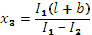 x₃ = I₁(l + b) / (I₁ − I₂)